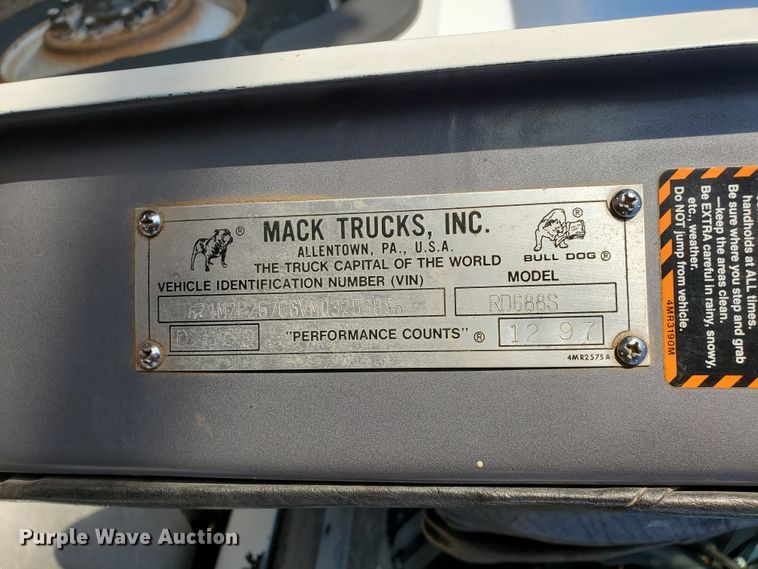 MACK TRUCKS, INC.
ALLENTOWN, PA., U.S.A.
THE TRUCK CAPITAL OF THE WORLD
BULL DOG ®
VEHICLE IDENTIFICATION NUMBER (VIN)
MODEL
RD688S
"PERFORMANCE COUNTS" ®
12 97
4MR2575A
handholds at ALL times.
Be sure where you step and grab
—keep the areas clean.
Be EXTRA careful in rainy, snowy,
etc., weather.
Do NOT jump from vehicle.
4MR3190M
Purple Wave Auction